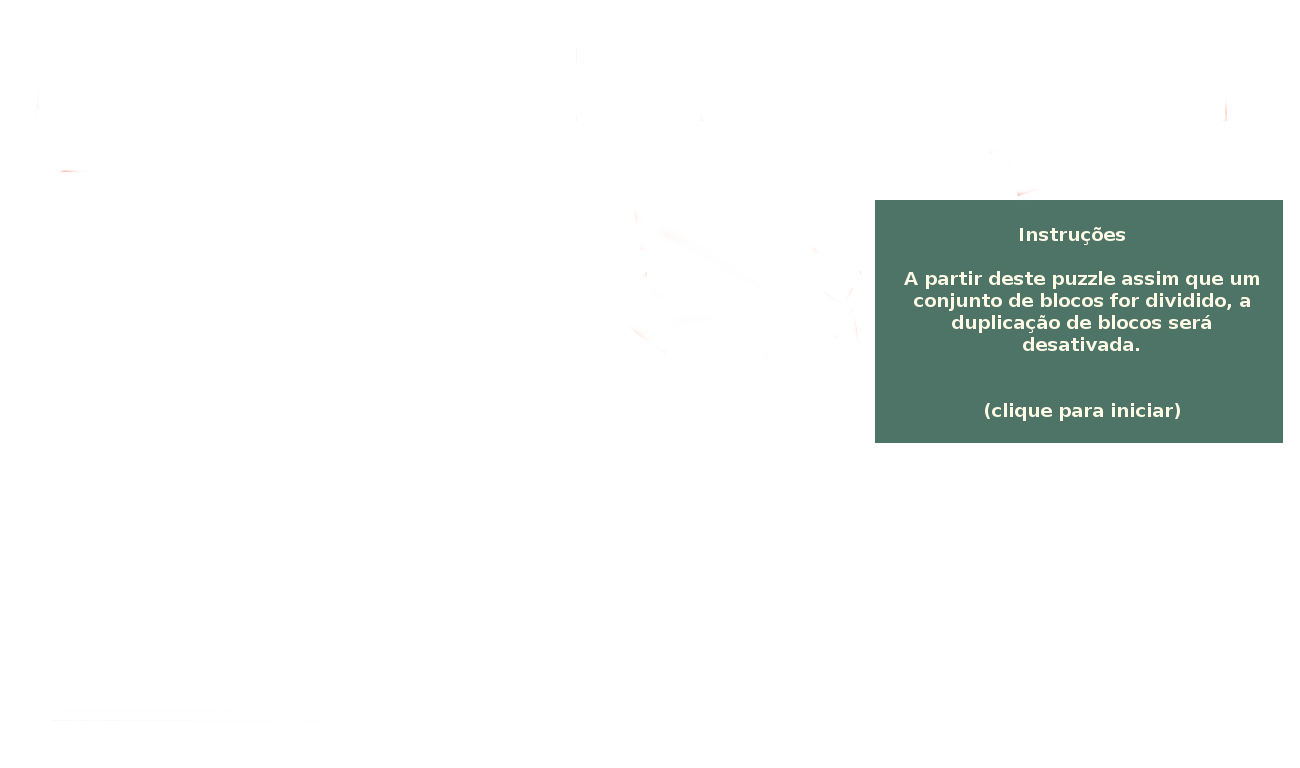 Instruções
A partir deste puzzle assim que um
conjunto de blocos for dividido, a
duplicação de blocos será
desativada.
(clique para iniciar)